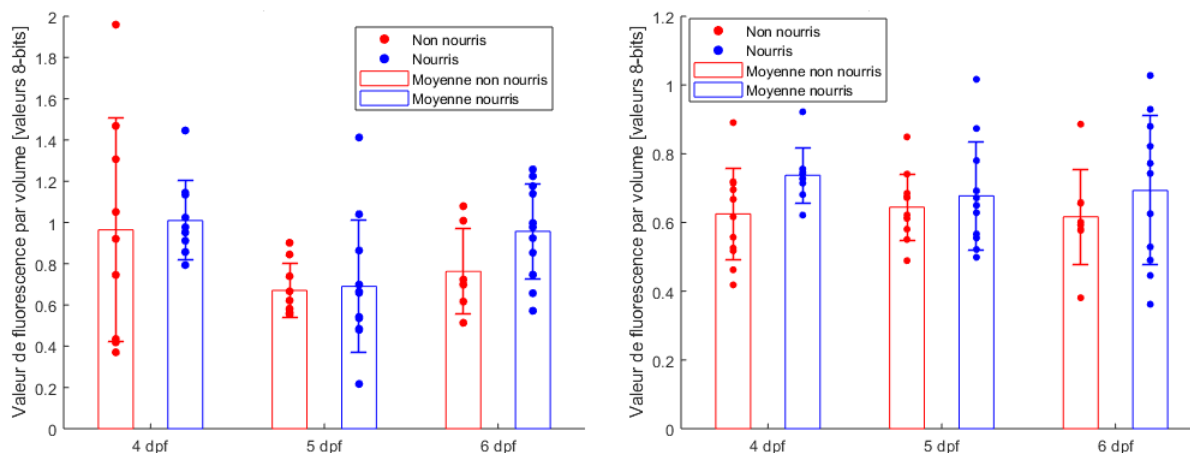 Valeur de fluorescence par volume [valeurs 8-bits]
2
1.8
1.6
1.4
1.2
1
0.8
0.6
0.4
0.2
0
Non nourris
Nourris
Moyenne non nourris
Moyenne nourris
4 dpf 5 dpf 6 dpf
Valeur de fluorescence par volume [valeurs 8-bits]
1.2
1
0.8
0.6
0.4
0.2
0
Non nourris
Nourris
Moyenne non nourris
Moyenne nourris
4 dpf 5 dpf 6 dpf